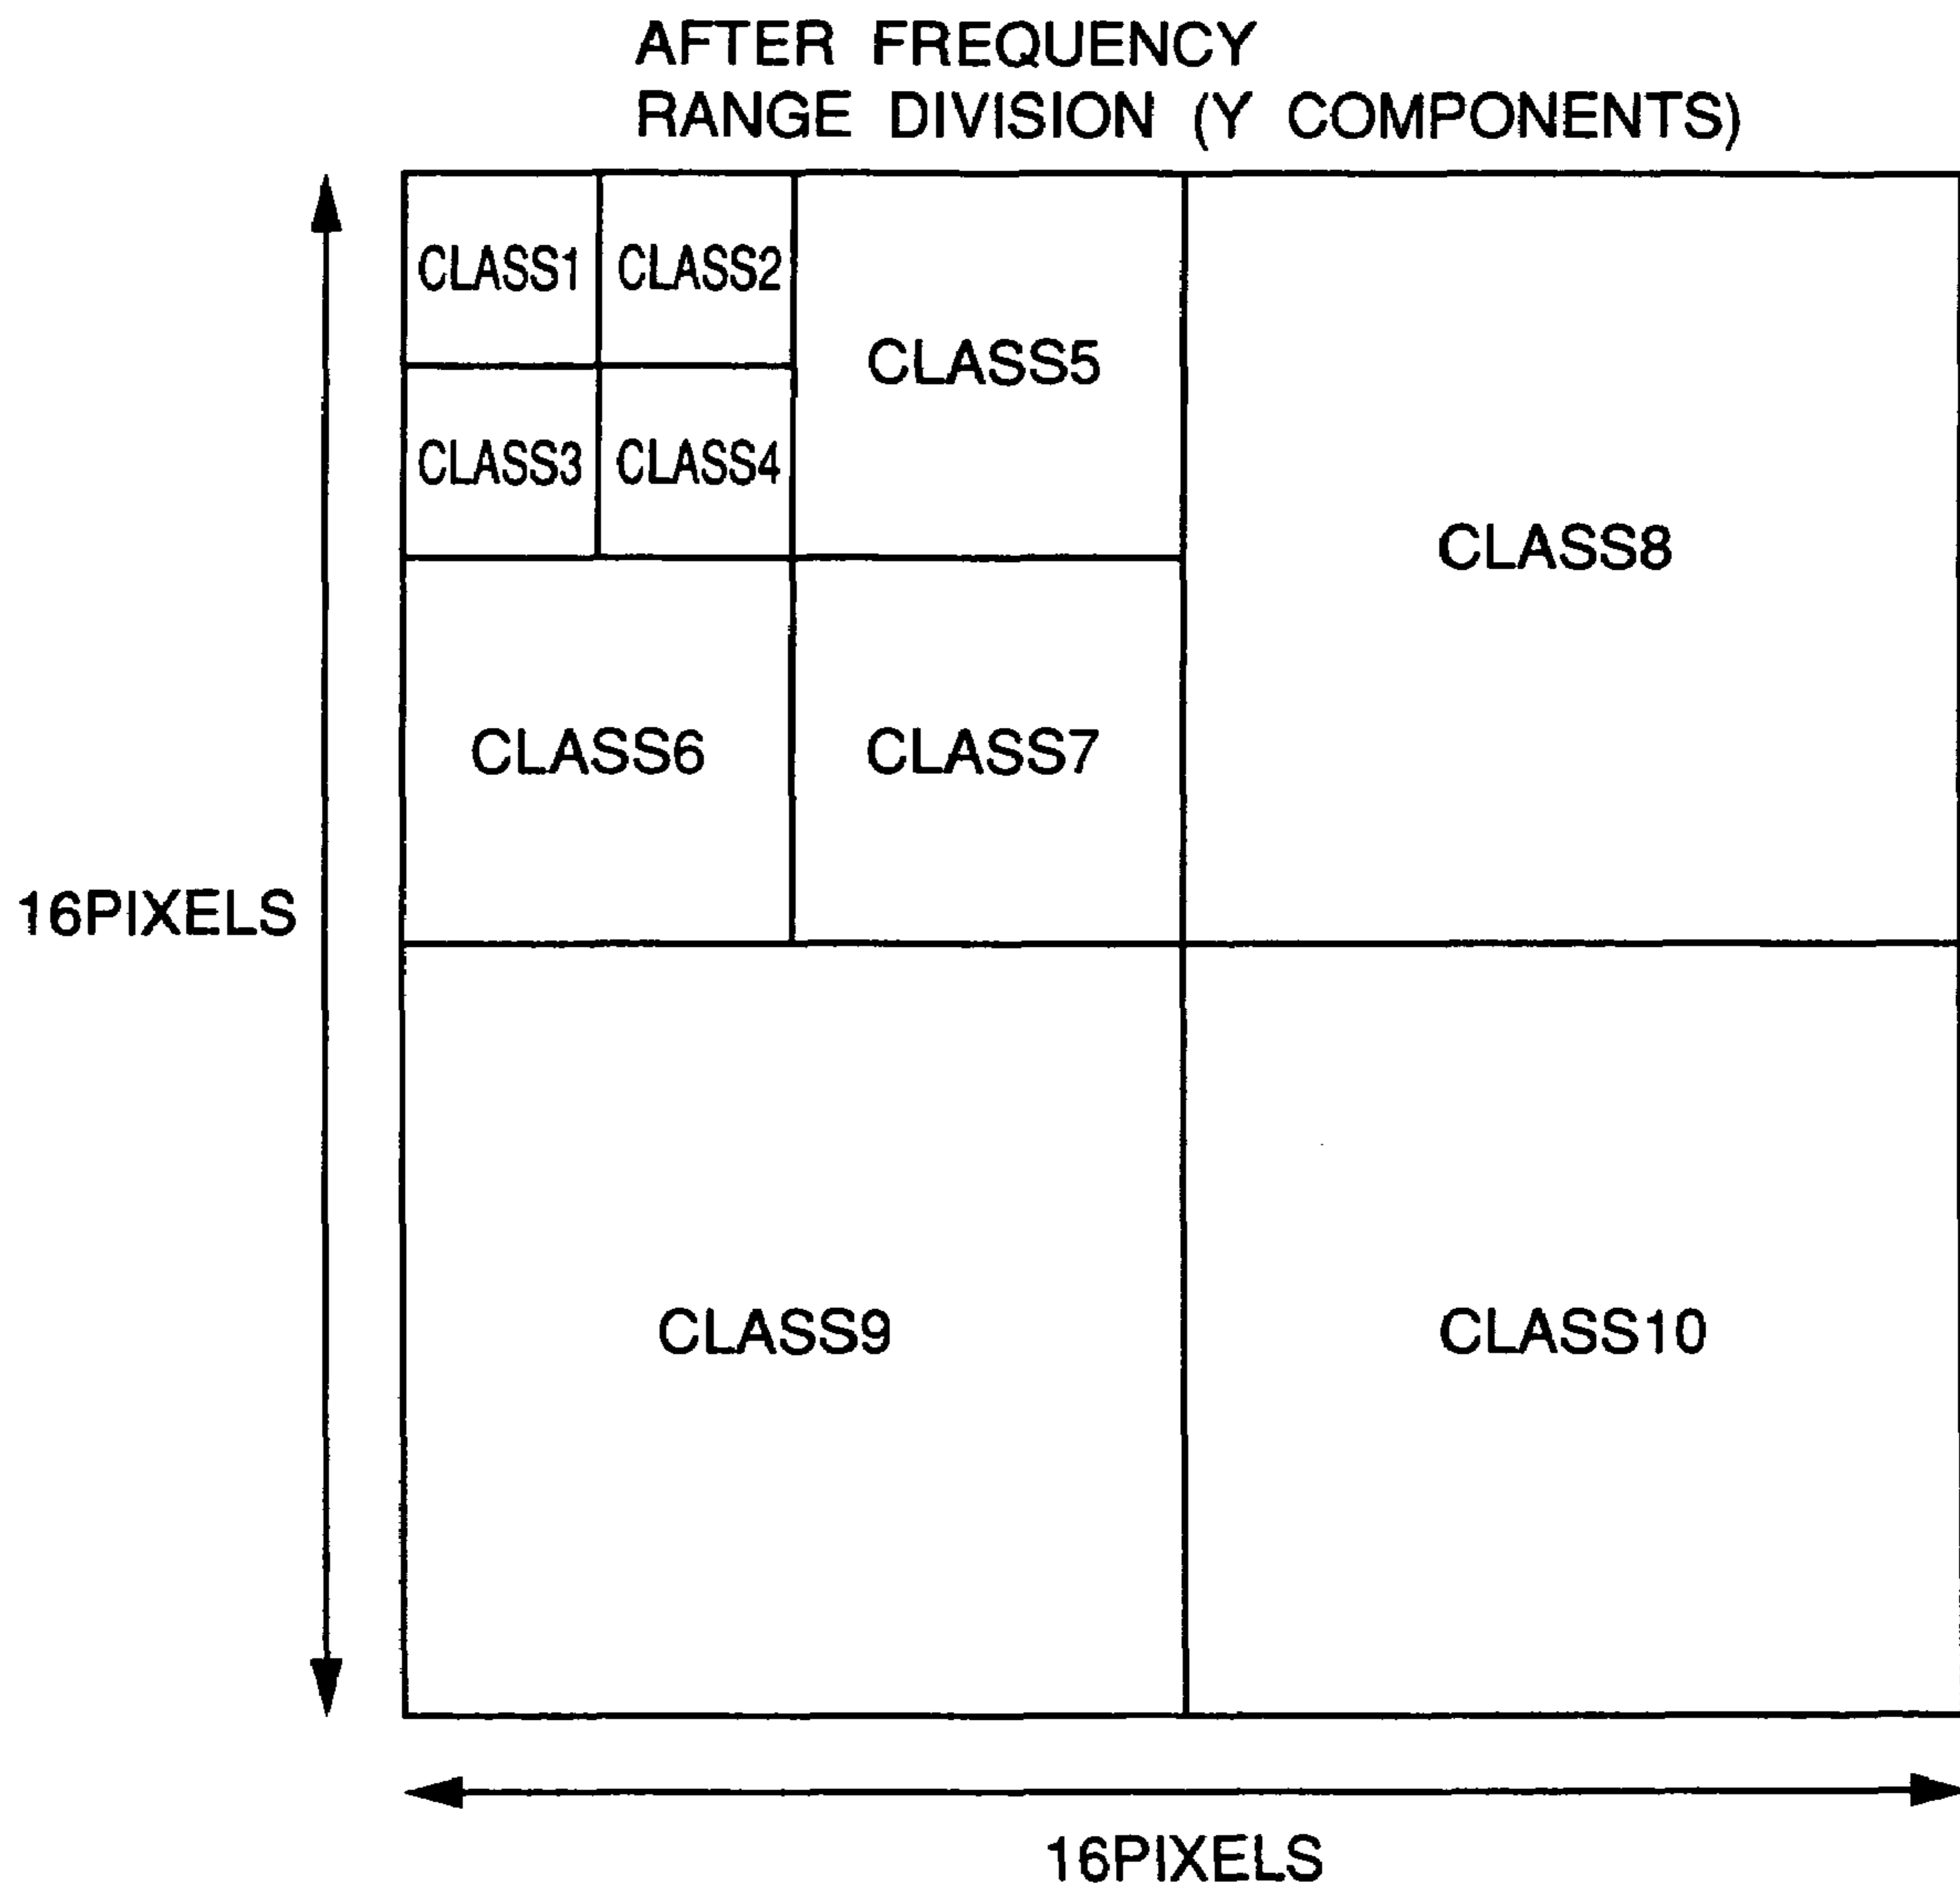 AFTER FREQUENCY
RANGE DIVISION (Y COMPONENTS)
CLASS1
CLASS2
CLASS5
CLASS8
CLASS3
CLASS4
CLASS6
CLASS7
16PIXELS
CLASS9
CLASS10
16PIXELS